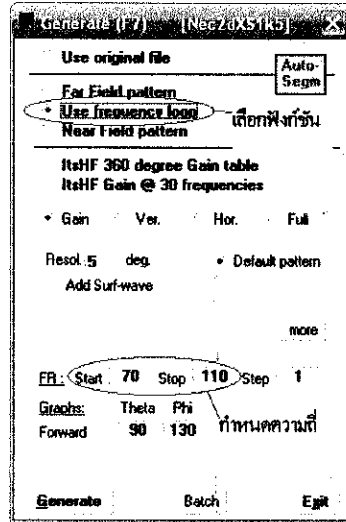 Generate (F7) [Nec2dXS1K5] X
Use original file
Auto-
Segm
Far Field pattern
Use frequence loop
เลือกฟังก์ชัน
Near Field pattern
ItsHF 360 degree Gain table
ItsHF Gain @ 30 frequencies
Gain Ver. Hor. Full
Resol. 5 deg. Default pattern
Add Surf-wave
more
FR: Start 70 Stop 110 Step 1
Graphs: Theta Phi
Forward 90 130
กำหนดความถี่
Generate Batch Exit